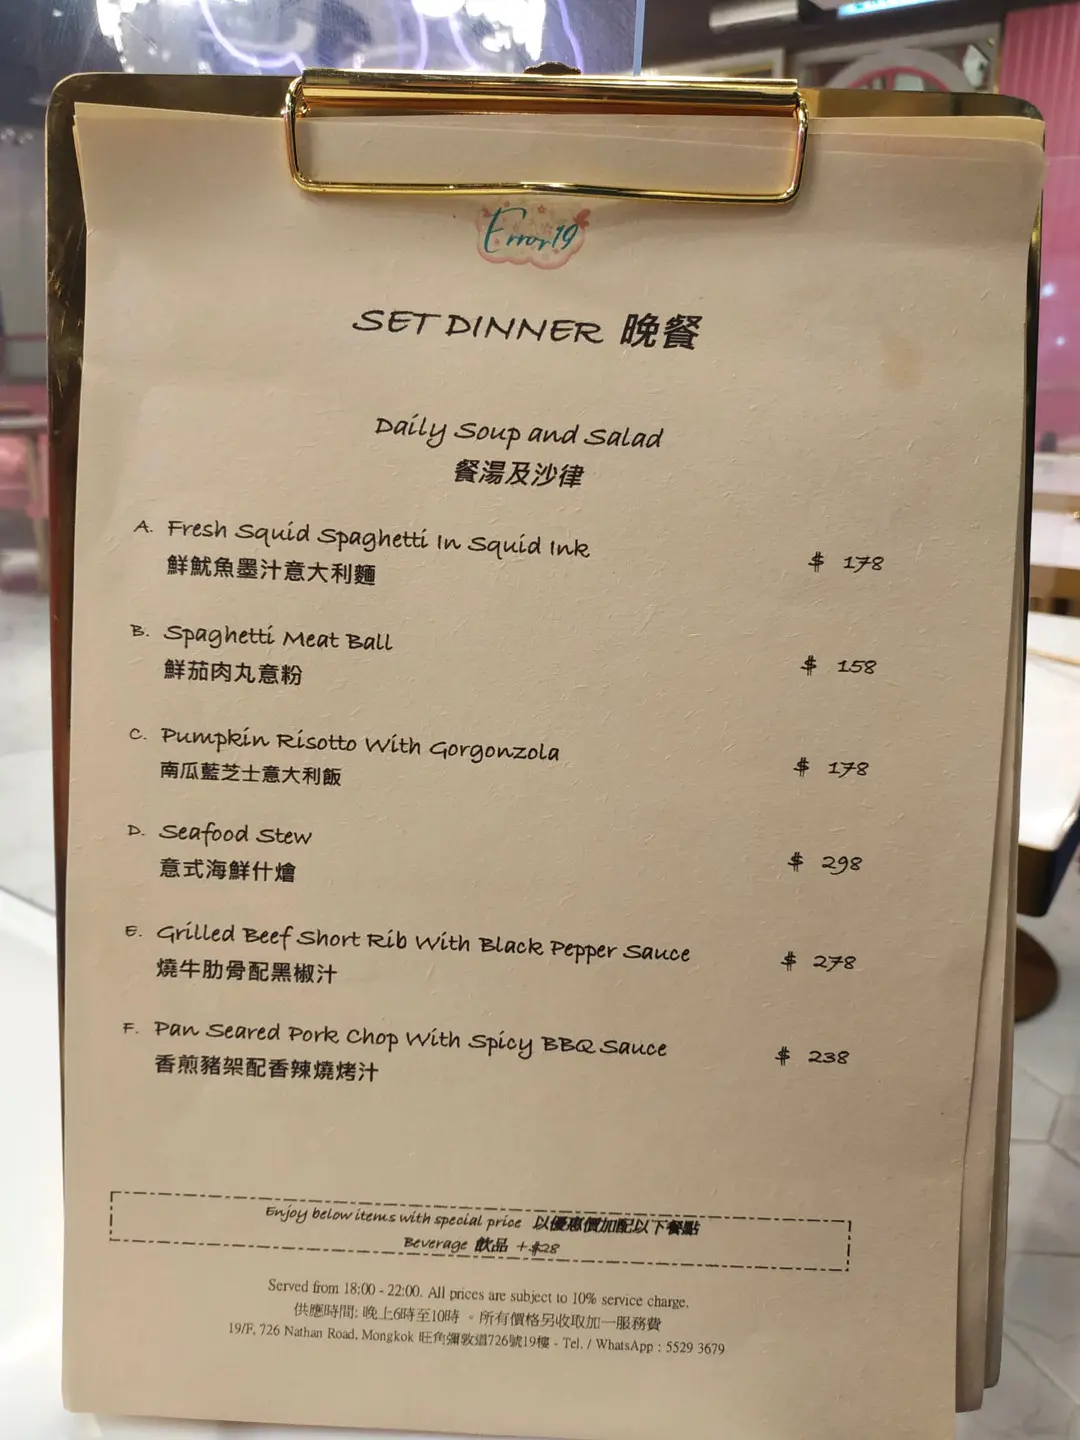 Error19
SET DINNER 晚餐
Daily Soup and Salad
餐湯及沙律
A. Fresh Squid Spaghetti In Squid Ink
鮮魷魚墨汁意大利麵
$ 178
B. Spaghetti Meat Ball
鮮茄肉丸意粉
$ 158
C. Pumpkin Risotto With Gorgonzola
南瓜藍芝士意大利飯
$ 178
D. Seafood Stew
意式海鮮什燴
$ 298
E. Grilled Beef Short Rib With Black Pepper Sauce
燒牛肋骨配黑椒汁
$ 278
F. Pan Seared Pork Chop With Spicy BBQ Sauce
香煎豬架配香辣燒烤汁
$ 238
Enjoy below items with special price 以優惠價加配以下餐點
Beverage 飲品 +$28
Served from 18:00 - 22:00. All prices are subject to 10% service charge.
供應時間: 晚上6時至10時 。所有價格另收取加一服務費
19/F, 726 Nathan Road, Mongkok 旺角彌敦道726號19樓 - Tel. / WhatsApp : 5529 3679